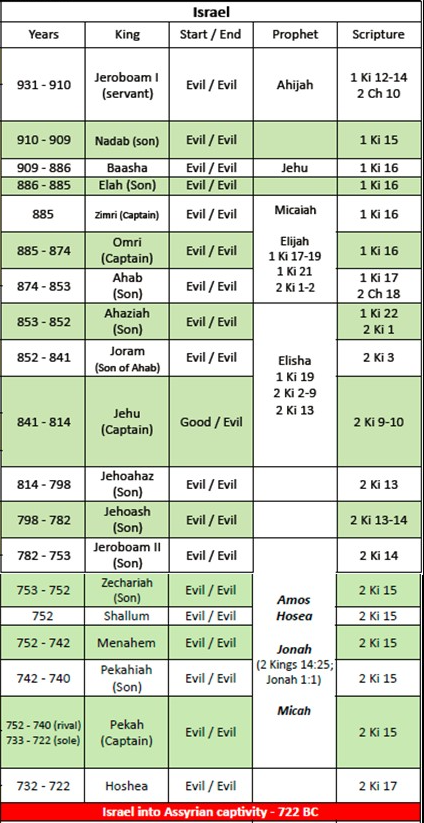 Israel
Years King Start / End Prophet Scripture
931 - 910 Jeroboam I (servant) Evil / Evil Ahijah 1 Ki 12-14 2 Ch 10
910 - 909 Nadab (son) Evil / Evil 1 Ki 15
909 - 886 Baasha Evil / Evil Jehu 1 Ki 16
886 - 885 Elah (Son) Evil / Evil 1 Ki 16
885 Zimri (Captain) Evil / Evil 1 Ki 16
885 - 874 Omri (Captain) Evil / Evil 1 Ki 16
874 - 853 Ahab (Son) Evil / Evil 1 Ki 17 2 Ch 18
Micaiah
Elijah
1 Ki 17-19
1 Ki 21
2 Ki 1-2
853 - 852 Ahaziah (Son) Evil / Evil 1 Ki 22 2 Ki 1
852 - 841 Joram (Son of Ahab) Evil / Evil 2 Ki 3
841 - 814 Jehu (Captain) Good / Evil 2 Ki 9-10
Elisha
1 Ki 19
2 Ki 2-9
2 Ki 13
814 - 798 Jehoahaz (Son) Evil / Evil 2 Ki 13
798 - 782 Jehoash (Son) Evil / Evil 2 Ki 13-14
782 - 753 Jeroboam II (Son) Evil / Evil 2 Ki 14
753 - 752 Zechariah (Son) Evil / Evil 2 Ki 15
752 Shallum Evil / Evil 2 Ki 15
752 - 742 Menahem Evil / Evil 2 Ki 15
742 - 740 Pekahiah (Son) Evil / Evil 2 Ki 15
752 - 740 (rival) 733 - 722 (sole) Pekah (Captain) Evil / Evil 2 Ki 15
Amos
Hosea
Jonah
(2 Kings 14:25;
Jonah 1:1)
Micah
732 - 722 Hoshea Evil / Evil 2 Ki 17
Israel into Assyrian captivity - 722 BC